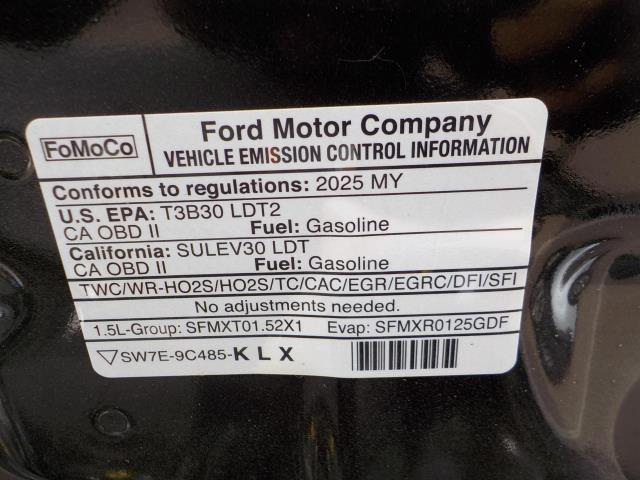 FoMoCo
Ford Motor Company
VEHICLE EMISSION CONTROL INFORMATION
Conforms to regulations: 2025 MY
U.S. EPA: T3B30 LDT2
CA OBD II Fuel: Gasoline
California: SULEV30 LDT
CA OBD II Fuel: Gasoline
TWC/WR-HO2S/HO2S/TC/CAC/EGR/EGRC/DFI/SFI
No adjustments needed.
1.5L-Group: SFMXT01.52X1 Evap: SFMXR0125GDF
SW7E-9C485-K L X